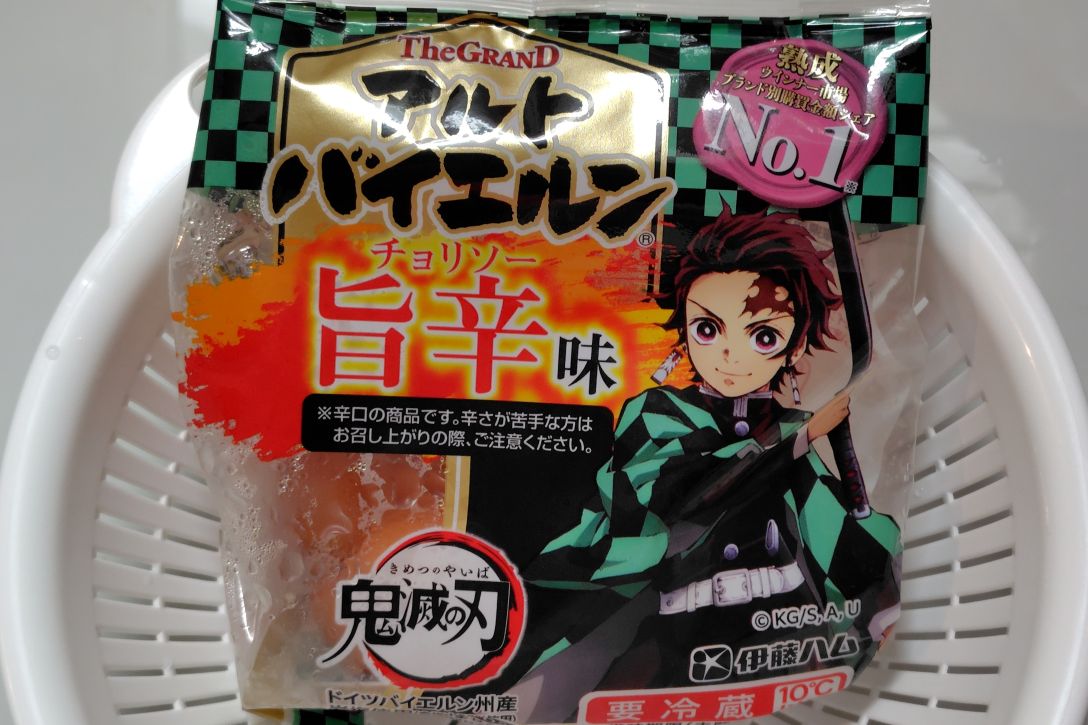 The GRAND
アルト
バイエルン
®
熟成
ウインナー市場
ブランド別購買金額シェア
No.1
※
チョリソー
旨辛味
※辛口の商品です。辛さが苦手な方は
お召し上がりの際、ご注意ください。
きめつのやいば
鬼滅の刃
©KG/S, A, U
伊藤ハム
ドイツバイエルン州産
要冷蔵 10℃